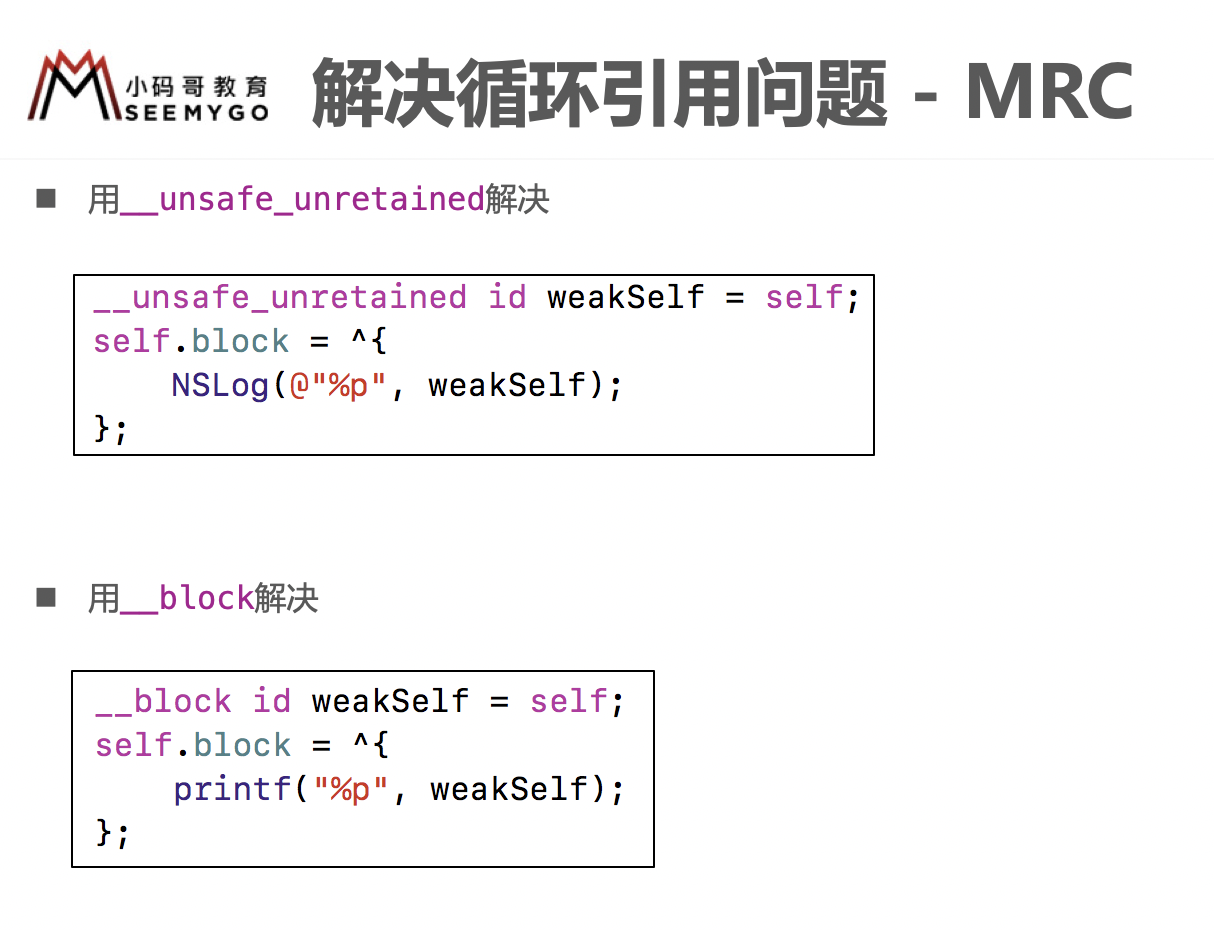 小码哥教育
SEEMYGO
解决循环引用问题 - MRC
用__unsafe_unretained解决
__unsafe_unretained id weakSelf = self;
self.block = ^{
    NSLog(@"%p", weakSelf);
};
用__block解决
__block id weakSelf = self;
self.block = ^{
    printf("%p", weakSelf);
};